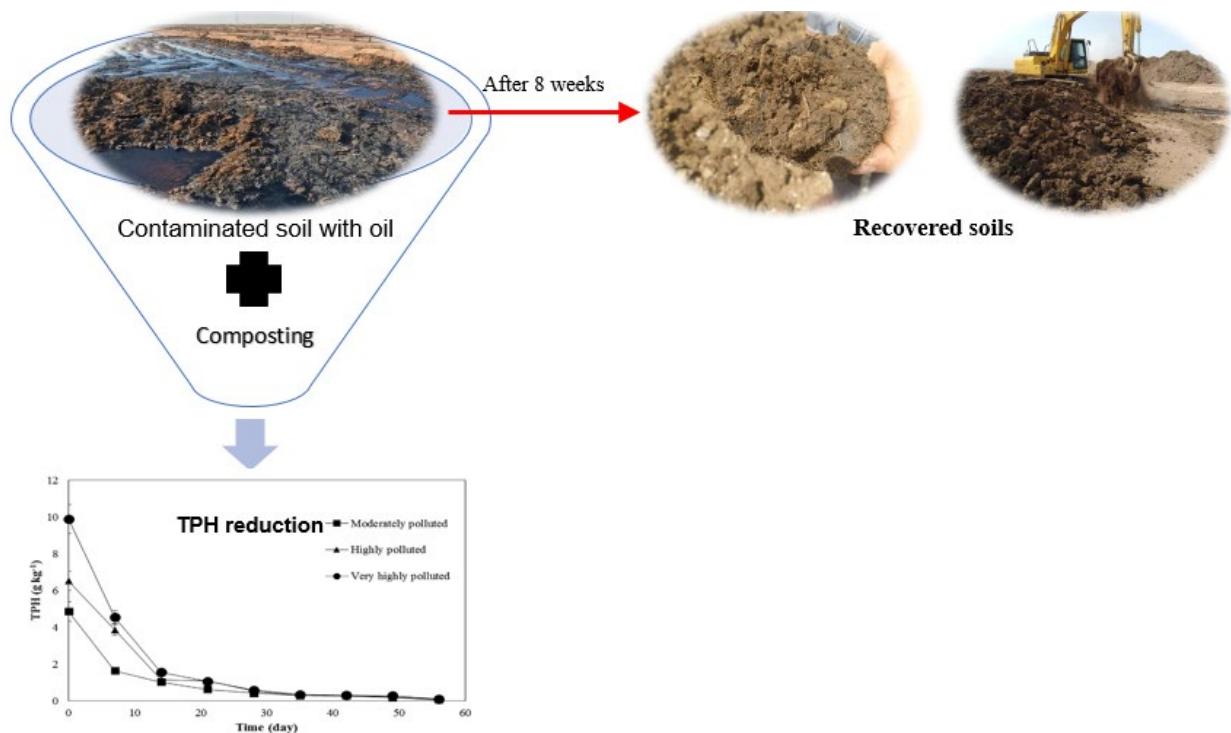 After 8 weeks
Contaminated soil with oil
Recovered soils
Composting
TPH reduction
Moderately polluted
Highly polluted
Very highly polluted
TPH (g kg⁻¹)
12
10
8
6
4
2
0
0 10 20 30 40 50 60
Time (day)